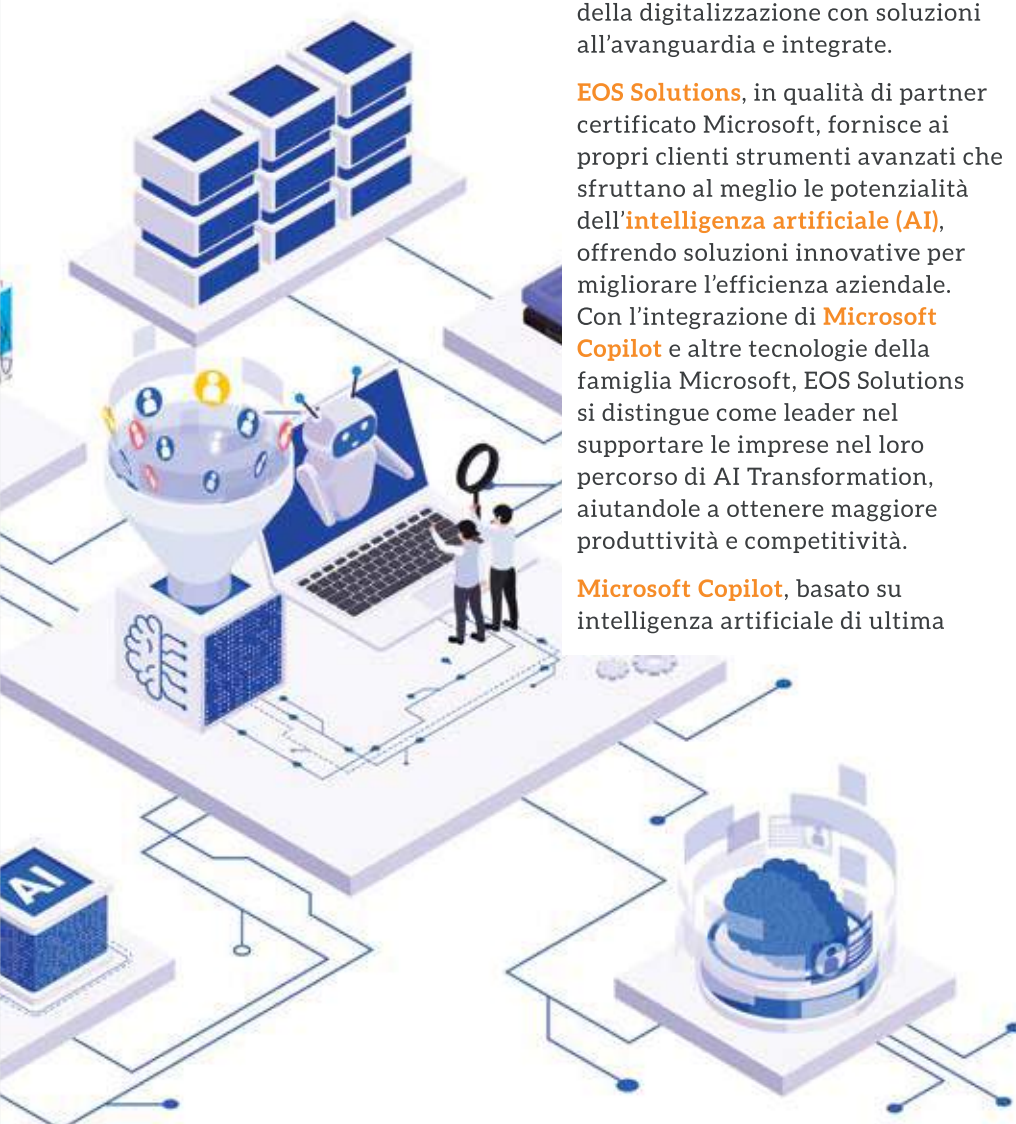 della digitalizzazione con soluzioni
all’avanguardia e integrate.
EOS Solutions, in qualità di partner
certificato Microsoft, fornisce ai
propri clienti strumenti avanzati che
sfruttano al meglio le potenzialità
dell’intelligenza artificiale (AI),
offrendo soluzioni innovative per
migliorare l’efficienza aziendale.
Con l’integrazione di Microsoft
Copilot e altre tecnologie della
famiglia Microsoft, EOS Solutions
si distingue come leader nel
supportare le imprese nel loro
percorso di AI Transformation,
aiutandole a ottenere maggiore
produttività e competitività.
Microsoft Copilot, basato su
intelligenza artificiale di ultima
AI